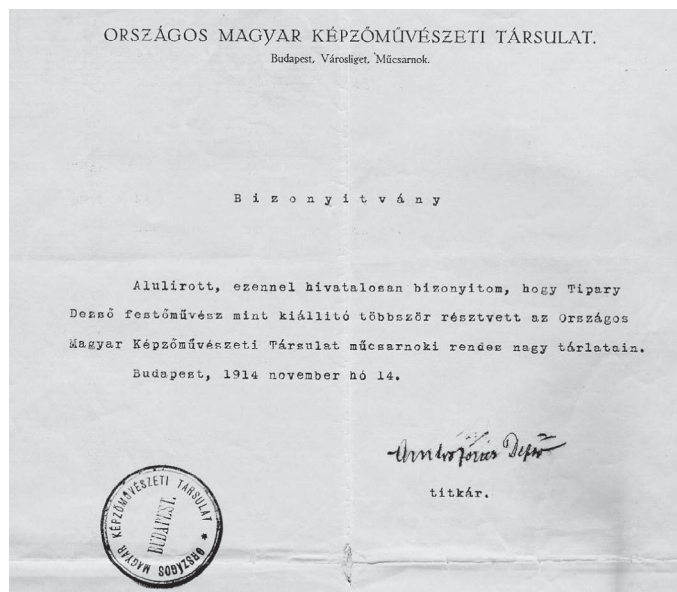 ORSZÁGOS MAGYAR KÉPZŐMŰVÉSZETI TÁRSULAT.
Budapest, Városliget, Műcsarnok.
Bizonyitvány
Alulirott, ezennel hivatalosan bizonyitom, hogy Tipary
Dezső festőművész mint kiállitó többször résztvett az Országos
Magyar Képzőművészeti Társulat műcsarnoki rendes nagy tárlatain.
Budapest, 1914 november hó 14.
Dezső
titkár.
ORSZÁGOS MAGYAR KÉPZŐMŰVÉSZETI TÁRSULAT *
BUDAPEST.